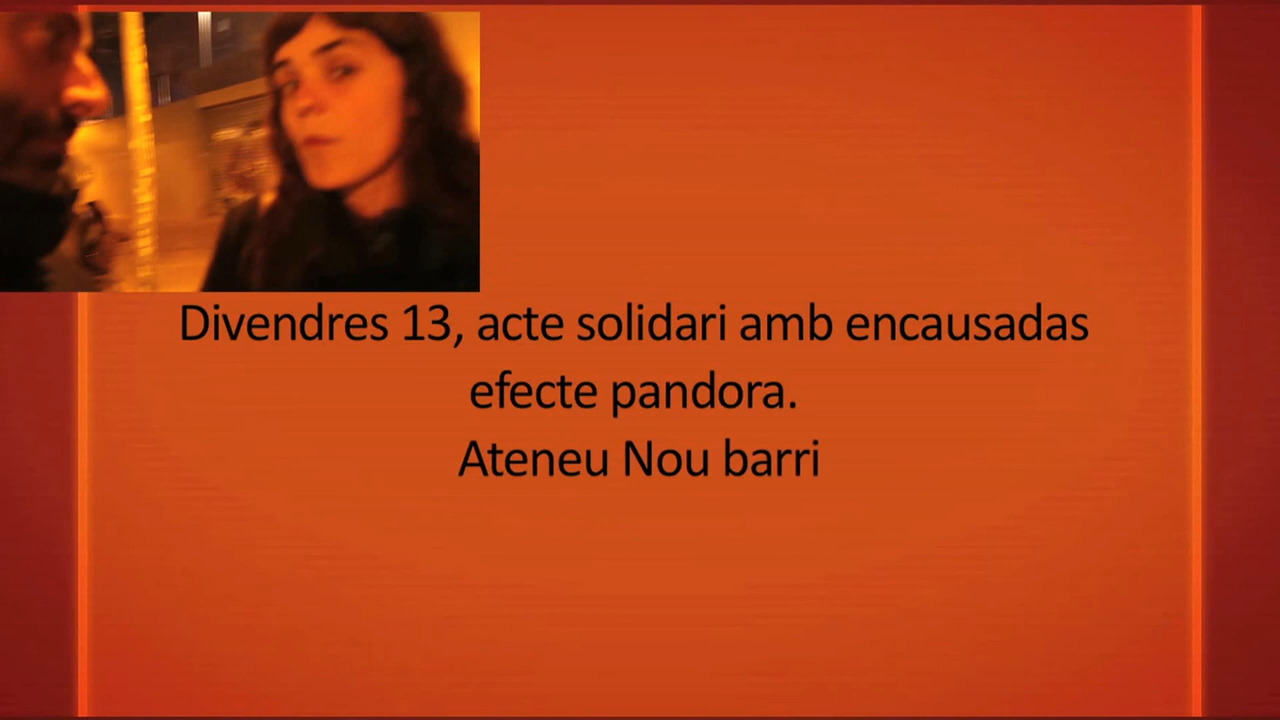 Divendres 13, acte solidari amb encausadas
efecte pandora.
Ateneu Nou barri